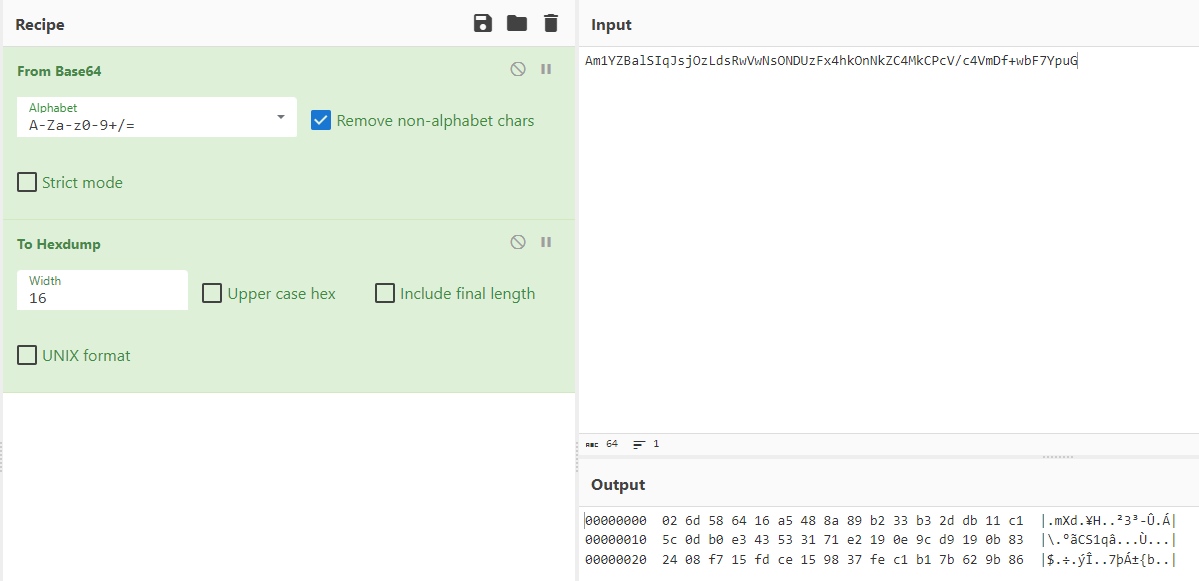 Recipe
From Base64
Alphabet
A-Za-z0-9+/=
Remove non-alphabet chars
Strict mode
To Hexdump
Width
16
Upper case hex
Include final length
UNIX format
Input
Am1YZBalSIqJsjOzLdsRwVwNsONDUzFx4hkOnNkZC4MkCPcV/c4VmDf+wbF7YpuG
ABC 64 1
Output
00000000  02 6d 58 64 16 a5 48 8a 89 b2 33 b3 2d db 11 c1  |.mXd.¥H..²3³-Û.Á|
00000010  5c 0d b0 e3 43 53 31 71 e2 19 0e 9c d9 19 0b 83  |\.°ãCS1qâ...Ù...|
00000020  24 08 f7 15 fd ce 15 98 37 fe c1 b1 7b 62 9b 86  |$.÷.ýÎ..7þÁ±{b..|